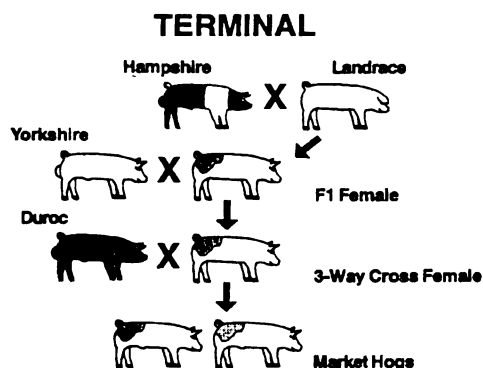 TERMINAL
Hampshire
Landrace
X
Yorkshire
X
F1 Female
Duroc
X
3-Way Cross Female
Market Hogs